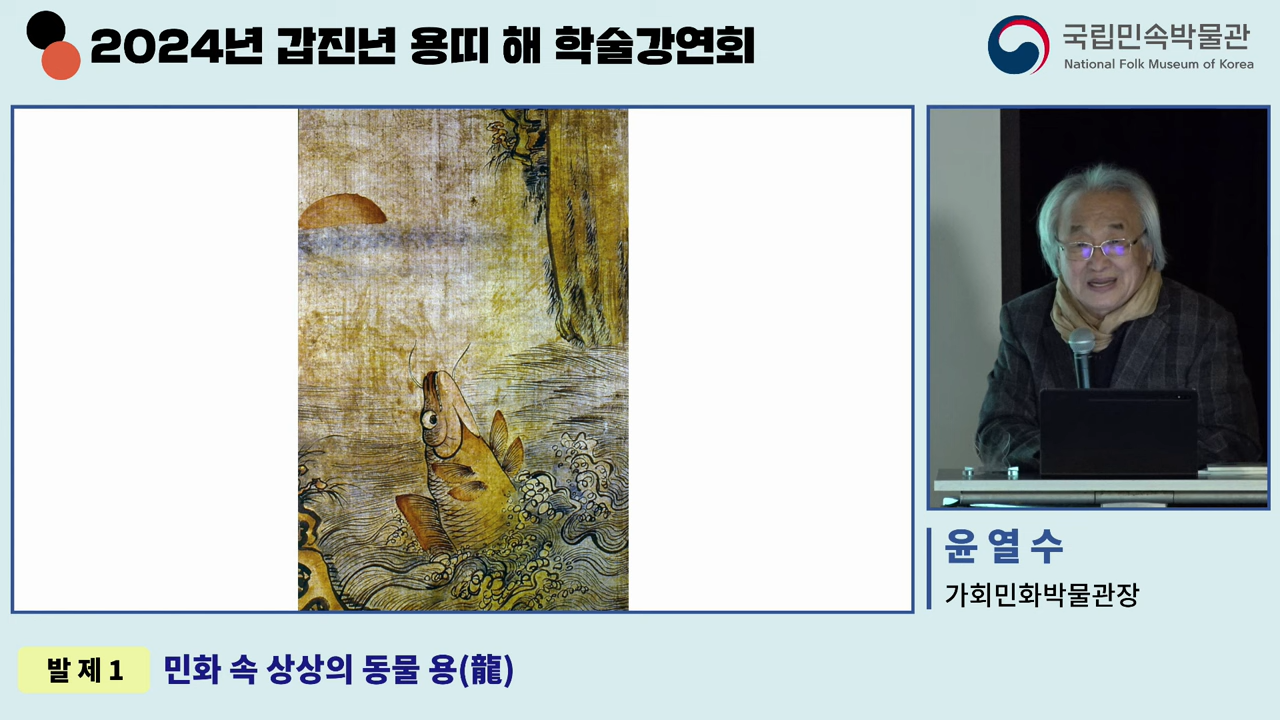 2024년 갑진년 용띠 해 학술강연회
국립민속박물관
National Folk Museum of Korea
윤열수
가회민화박물관장
발제1 민화 속 상상의 동물 용(龍)